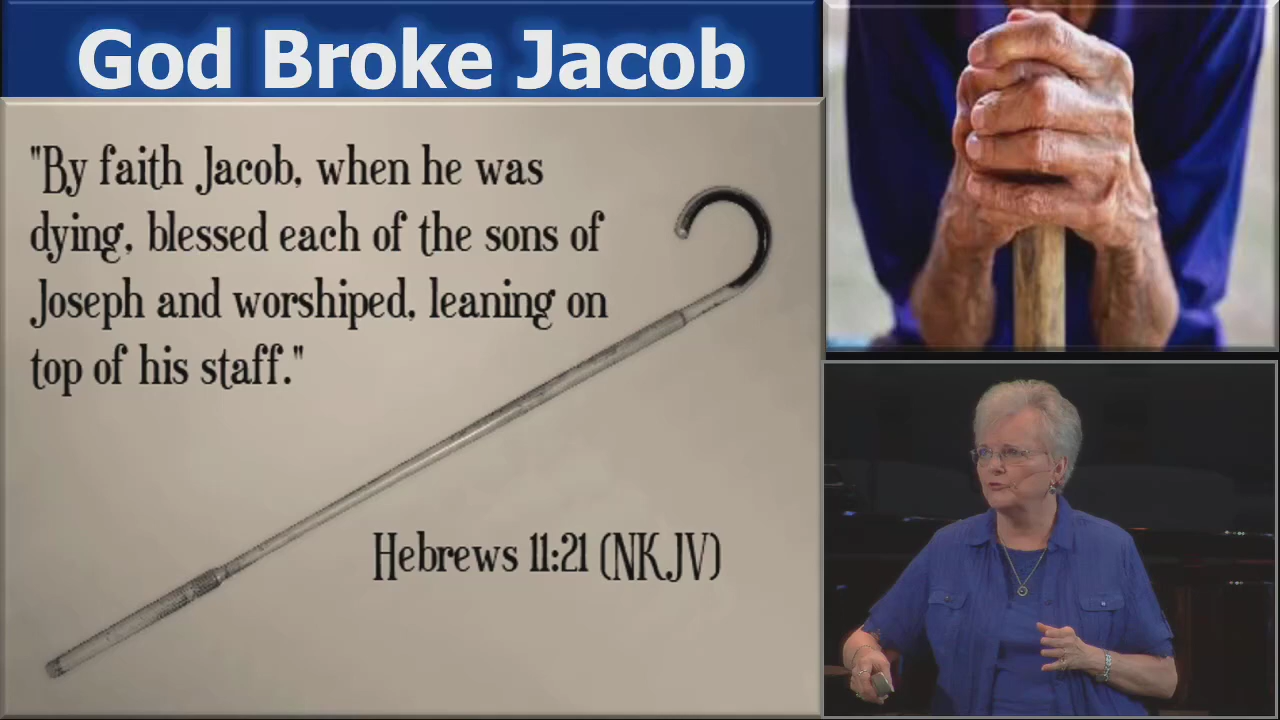 God Broke Jacob
"By faith Jacob, when he was
dying, blessed each of the sons of
Joseph and worshiped, leaning on
top of his staff."
Hebrews 11:21 (NKJV)